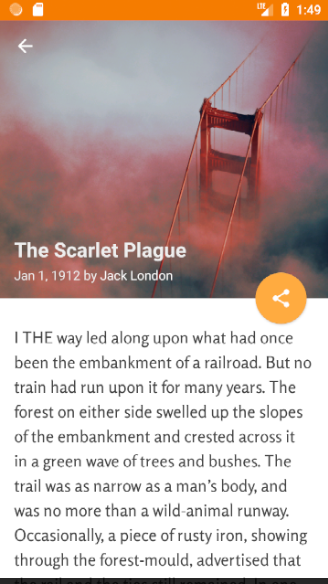 LTE 1:49
The Scarlet Plague
Jan 1, 1912 by Jack London
I THE way led along upon what had once
been the embankment of a railroad. But no
train had run upon it for many years. The
forest on either side swelled up the slopes
of the embankment and crested across it
in a green wave of trees and bushes. The
trail was as narrow as a man's body, and
was no more than a wild-animal runway.
Occasionally, a piece of rusty iron, showing
through the forest-mould, advertised that